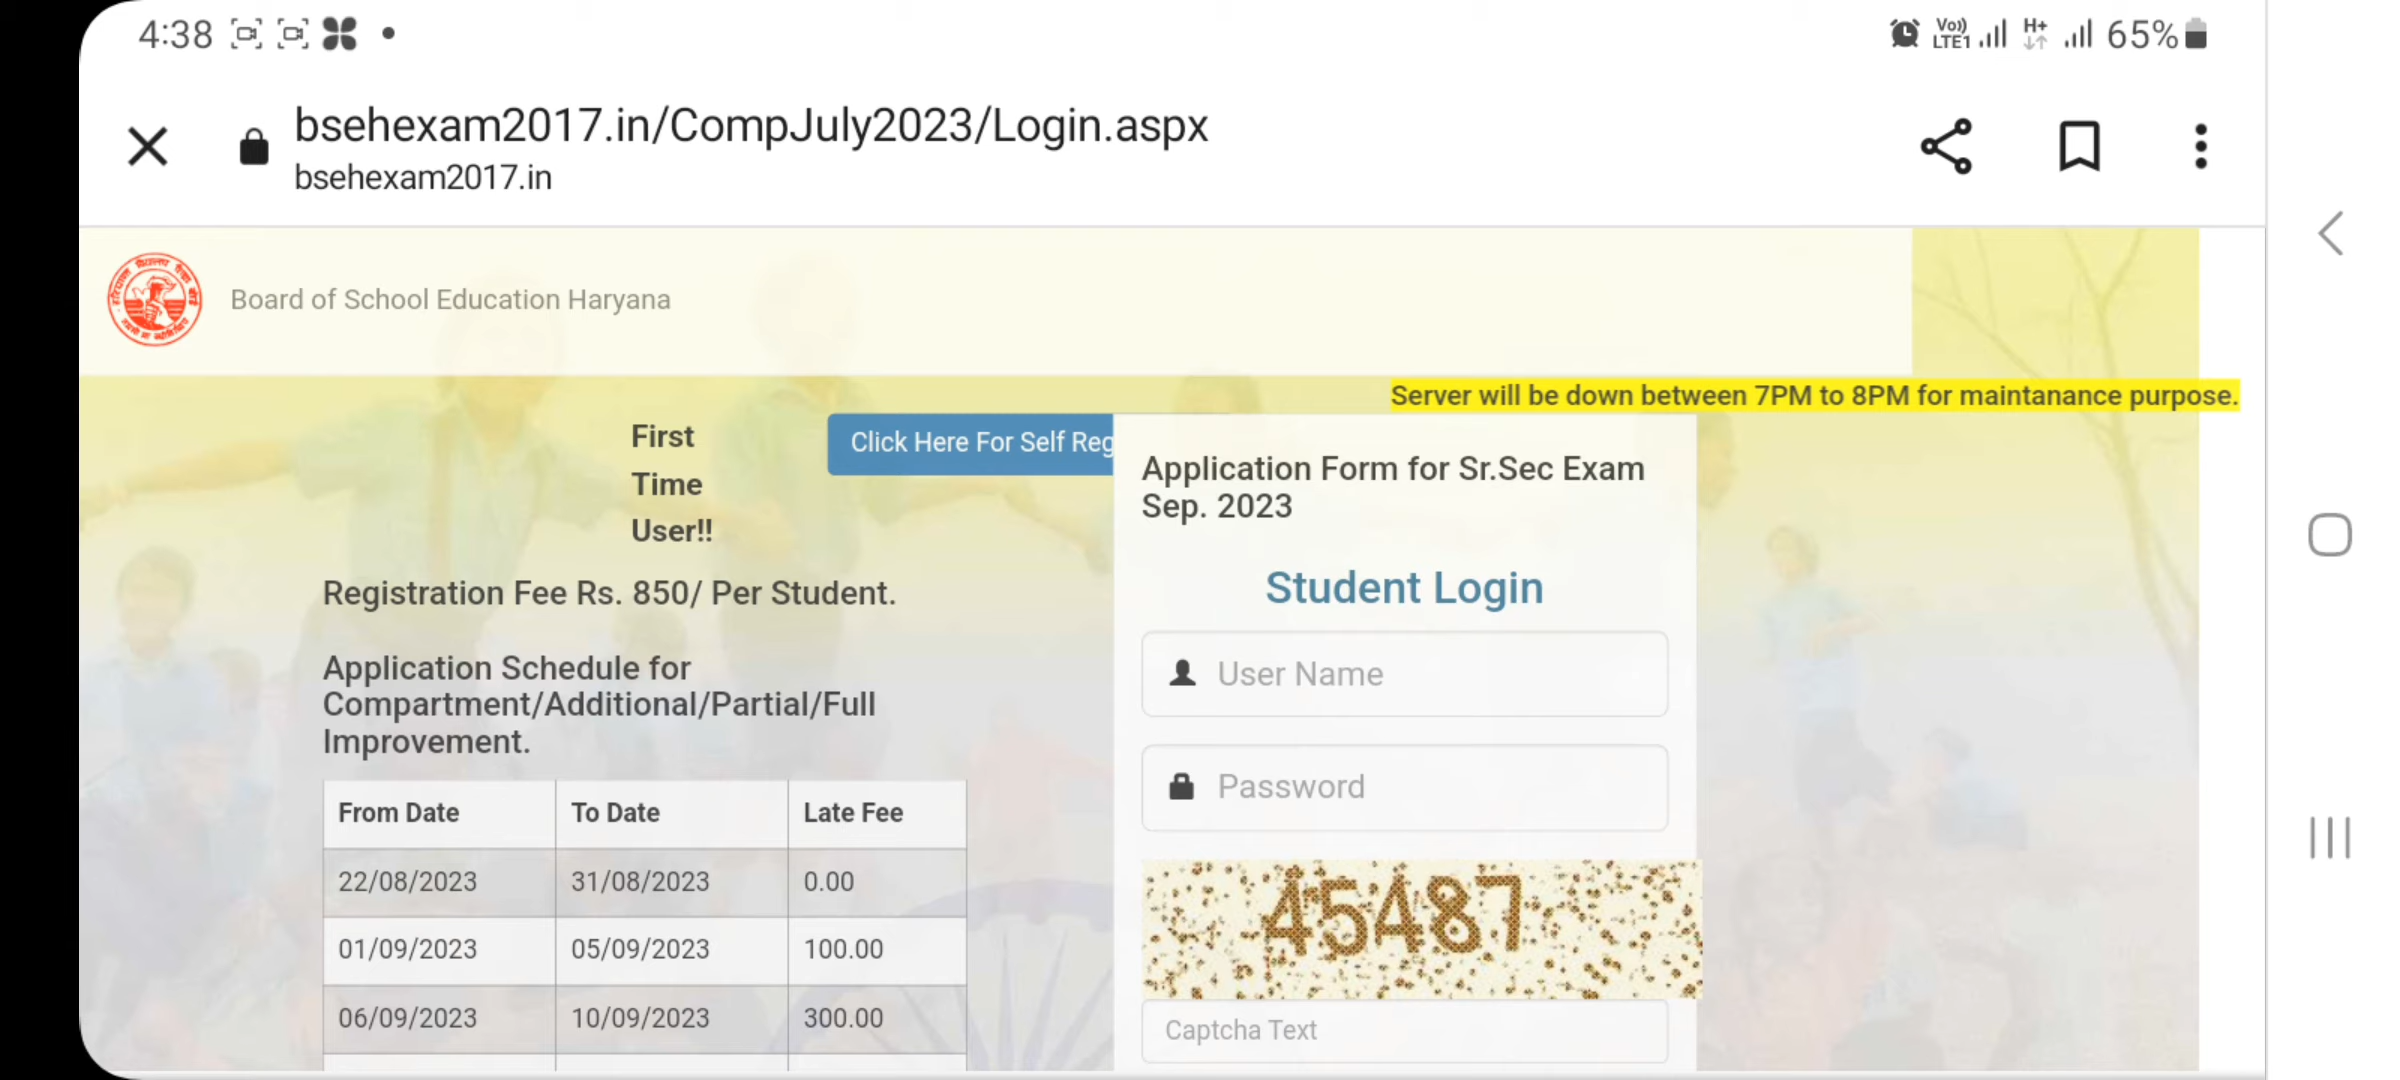 4:38
Vo)) LTE1 H+ 65%
bsehexam2017.in/CompJuly2023/Login.aspx
bsehexam2017.in
Board of School Education Haryana
Server will be down between 7PM to 8PM for maintanance purpose.
First
Time
User!!
Click Here For Self Reg
Registration Fee Rs. 850/ Per Student.
Application Schedule for
Compartment/Additional/Partial/Full
Improvement.
From Date To Date Late Fee
22/08/2023 31/08/2023 0.00
01/09/2023 05/09/2023 100.00
06/09/2023 10/09/2023 300.00
Application Form for Sr.Sec Exam
Sep. 2023
Student Login
User Name
Password
45487
Captcha Text